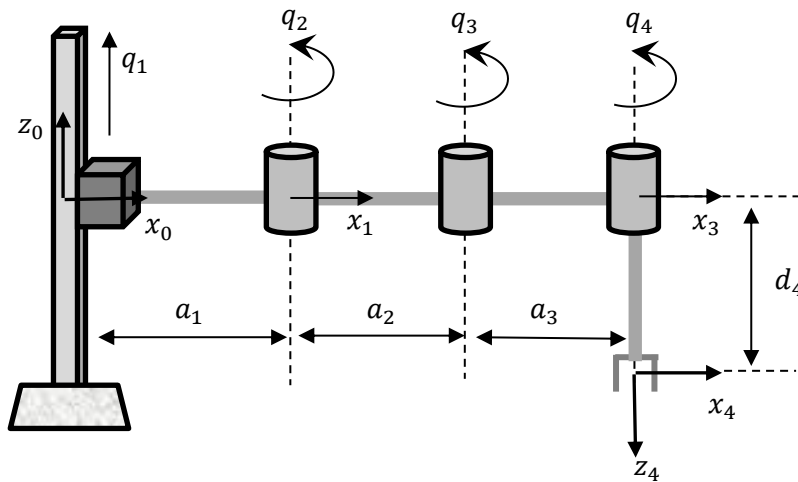 q₂ q₃ q₄
q₁
z₀
x₀ x₁ x₃
d₄
a₁ a₂ a₃
x₄
z₄